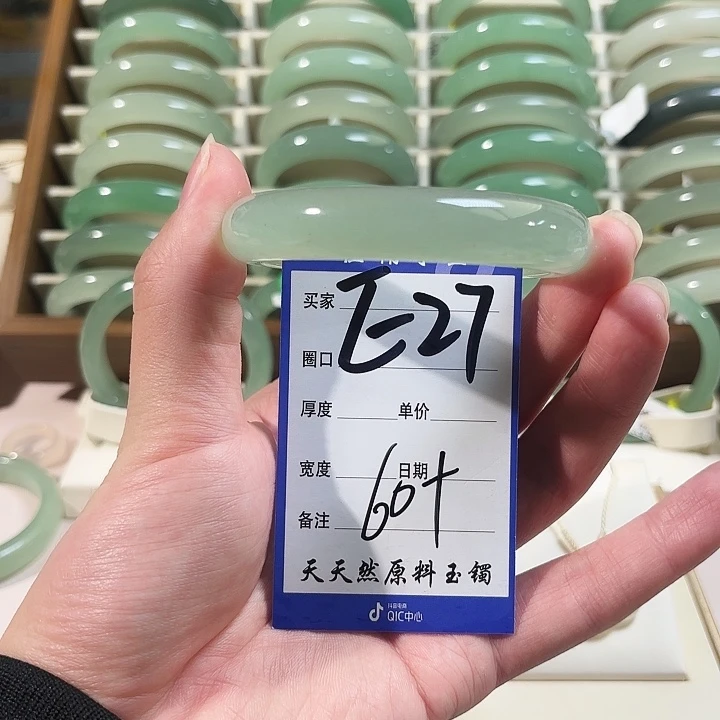 买家
E-27
圈口
厚度 单价
宽度 日期
60+
备注
天天然原料玉镯
抖音电商
QIC中心